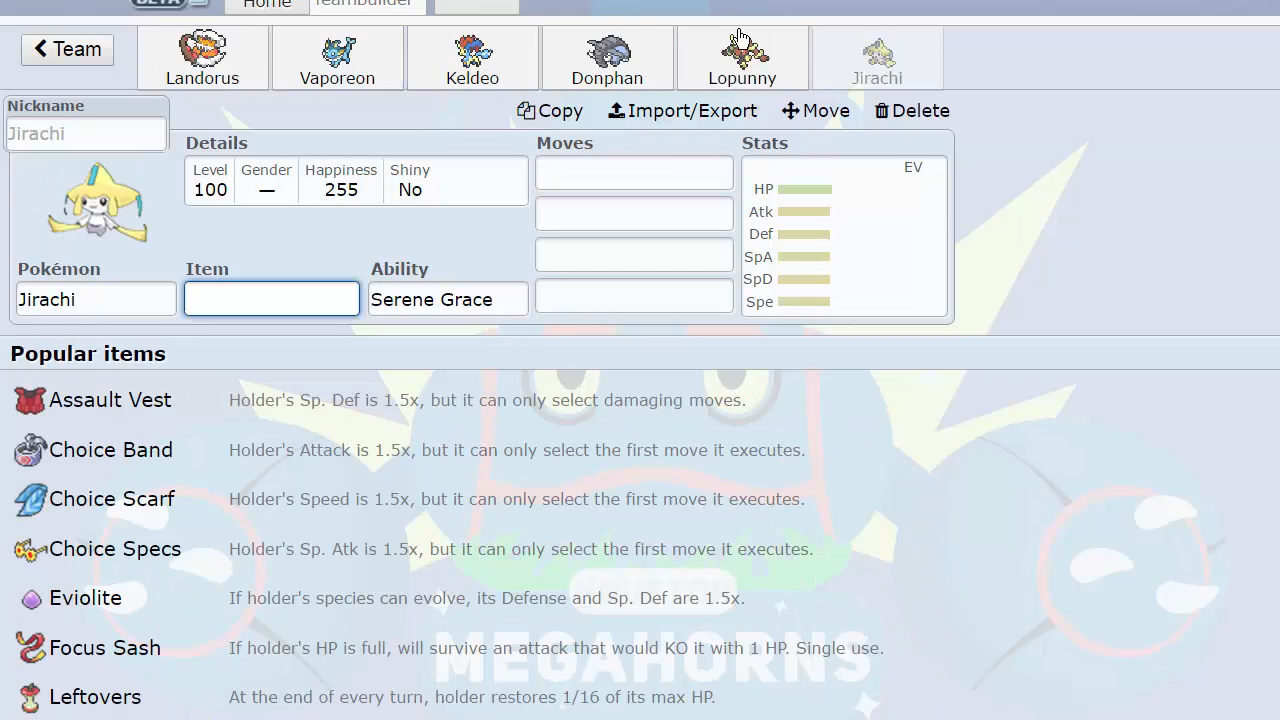 BETA Home Teambuilder
Team
Landorus Vaporeon Keldeo Donphan Lopunny Jirachi
Nickname
Jirachi
Copy Import/Export Move Delete
Details Moves Stats
Level Gender Happiness Shiny
100 — 255 No
EV
HP
Atk
Def
SpA
SpD
Spe
Pokémon Item Ability
Jirachi Serene Grace
Popular items
Assault Vest Holder's Sp. Def is 1.5x, but it can only select damaging moves.
Choice Band Holder's Attack is 1.5x, but it can only select the first move it executes.
Choice Scarf Holder's Speed is 1.5x, but it can only select the first move it executes.
Choice Specs Holder's Sp. Atk is 1.5x, but it can only select the first move it executes.
Eviolite If holder's species can evolve, its Defense and Sp. Def are 1.5x.
Focus Sash If holder's HP is full, will survive an attack that would KO it with 1 HP. Single use.
MEGAHORNS
Leftovers At the end of every turn, holder restores 1/16 of its max HP.